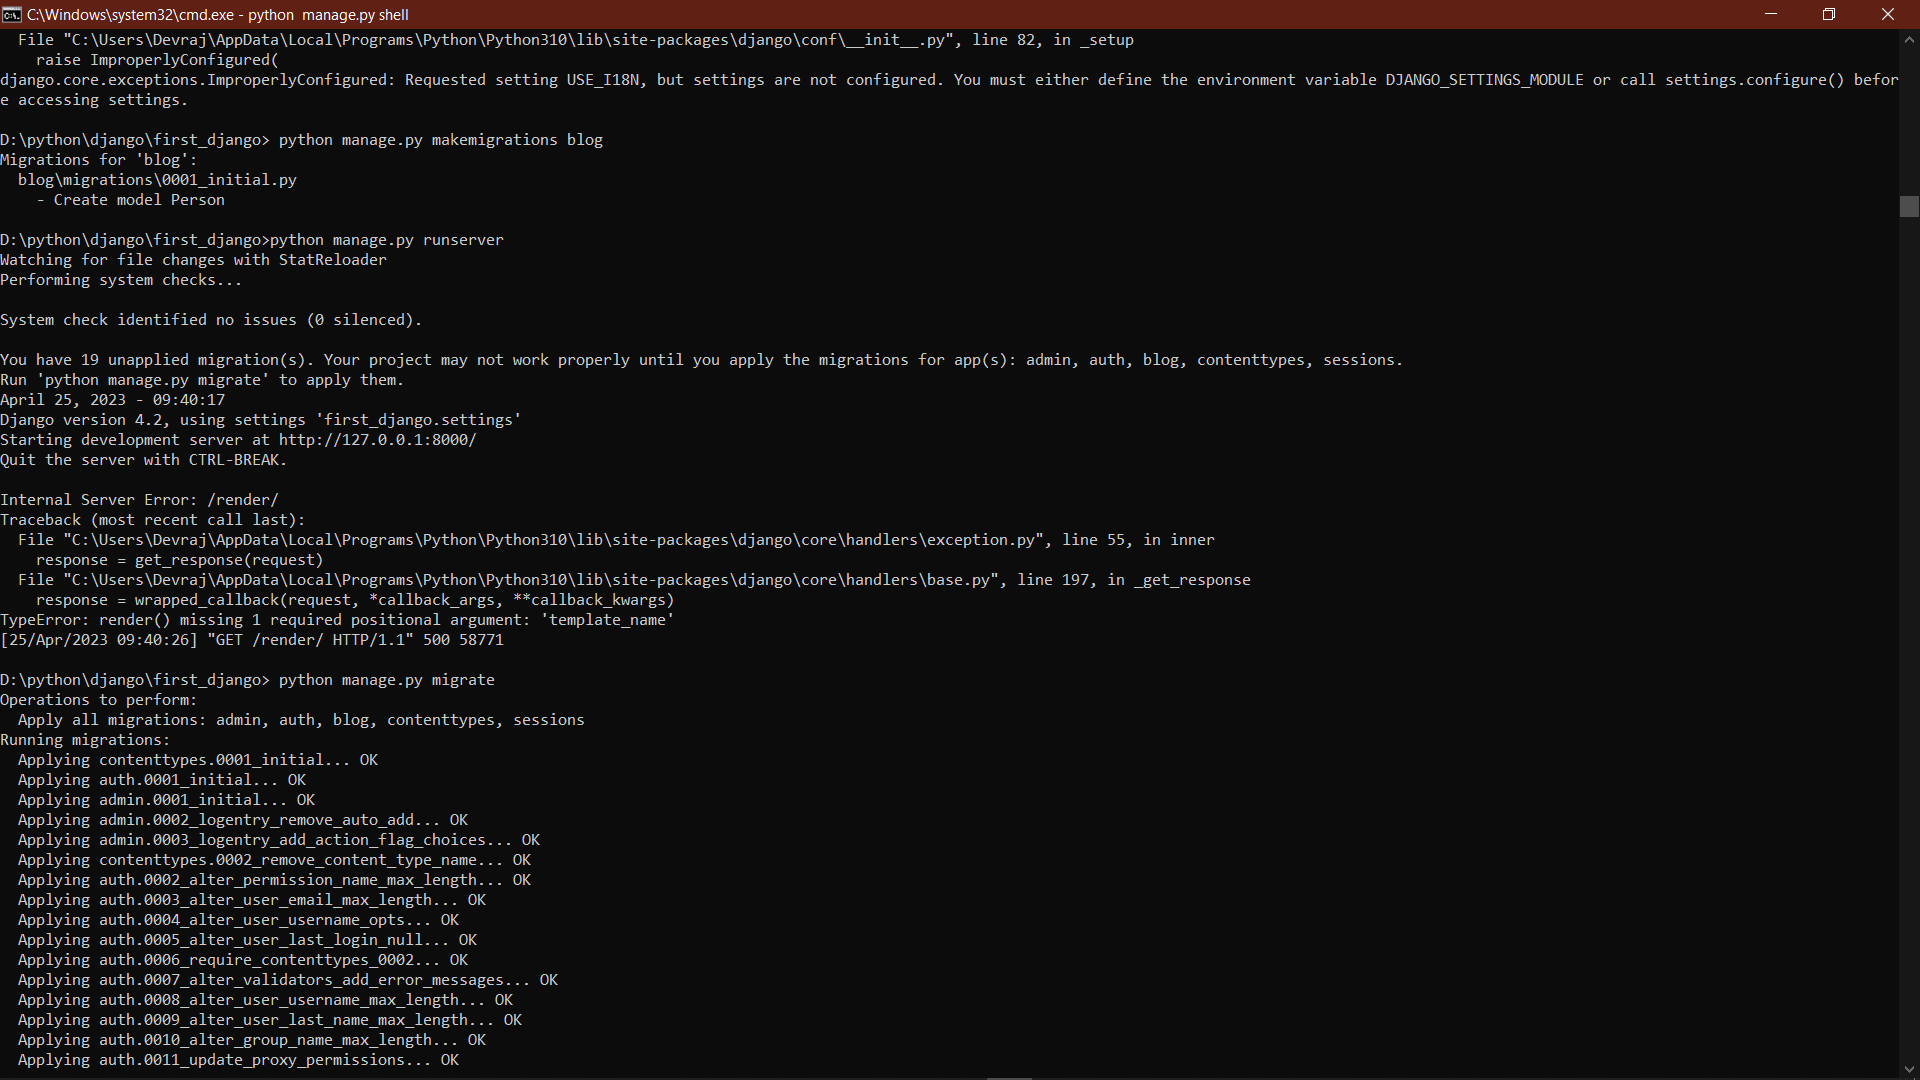 C:\Windows\system32\cmd.exe - python  manage.py shell
  File "C:\Users\Devraj\AppData\Local\Programs\Python\Python310\lib\site-packages\django\conf\__init__.py", line 82, in _setup
    raise ImproperlyConfigured(
django.core.exceptions.ImproperlyConfigured: Requested setting USE_I18N, but settings are not configured. You must either define the environment variable DJANGO_SETTINGS_MODULE or call settings.configure() befor
e accessing settings.
D:\python\django\first_django> python manage.py makemigrations blog
Migrations for 'blog':
  blog\migrations\0001_initial.py
    - Create model Person
D:\python\django\first_django>python manage.py runserver
Watching for file changes with StatReloader
Performing system checks...
System check identified no issues (0 silenced).
You have 19 unapplied migration(s). Your project may not work properly until you apply the migrations for app(s): admin, auth, blog, contenttypes, sessions.
Run 'python manage.py migrate' to apply them.
April 25, 2023 - 09:40:17
Django version 4.2, using settings 'first_django.settings'
Starting development server at http://127.0.0.1:8000/
Quit the server with CTRL-BREAK.
Internal Server Error: /render/
Traceback (most recent call last):
  File "C:\Users\Devraj\AppData\Local\Programs\Python\Python310\lib\site-packages\django\core\handlers\exception.py", line 55, in inner
    response = get_response(request)
  File "C:\Users\Devraj\AppData\Local\Programs\Python\Python310\lib\site-packages\django\core\handlers\base.py", line 197, in _get_response
    response = wrapped_callback(request, *callback_args, **callback_kwargs)
TypeError: render() missing 1 required positional argument: 'template_name'
[25/Apr/2023 09:40:26] "GET /render/ HTTP/1.1" 500 58771
D:\python\django\first_django> python manage.py migrate
Operations to perform:
  Apply all migrations: admin, auth, blog, contenttypes, sessions
Running migrations:
  Applying contenttypes.0001_initial... OK
  Applying auth.0001_initial... OK
  Applying admin.0001_initial... OK
  Applying admin.0002_logentry_remove_auto_add... OK
  Applying admin.0003_logentry_add_action_flag_choices... OK
  Applying contenttypes.0002_remove_content_type_name... OK
  Applying auth.0002_alter_permission_name_max_length... OK
  Applying auth.0003_alter_user_email_max_length... OK
  Applying auth.0004_alter_user_username_opts... OK
  Applying auth.0005_alter_user_last_login_null... OK
  Applying auth.0006_require_contenttypes_0002... OK
  Applying auth.0007_alter_validators_add_error_messages... OK
  Applying auth.0008_alter_user_username_max_length... OK
  Applying auth.0009_alter_user_last_name_max_length... OK
  Applying auth.0010_alter_group_name_max_length... OK
  Applying auth.0011_update_proxy_permissions... OK